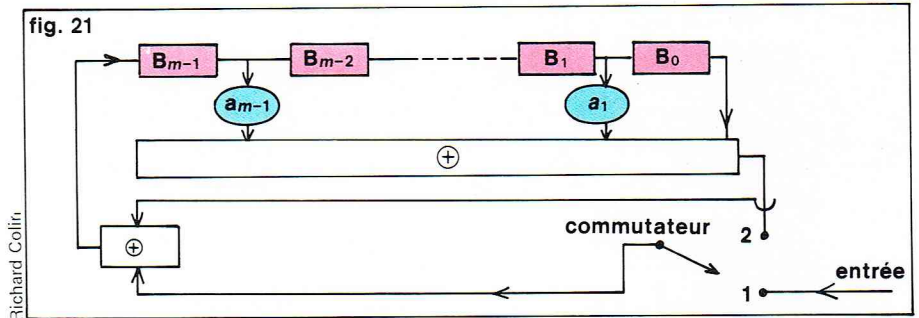 fig. 21
Bm-1 Bm-2 B1 B0
am-1 a1
⊕
commutateur
2
⊕
entrée
1
Richard Colin